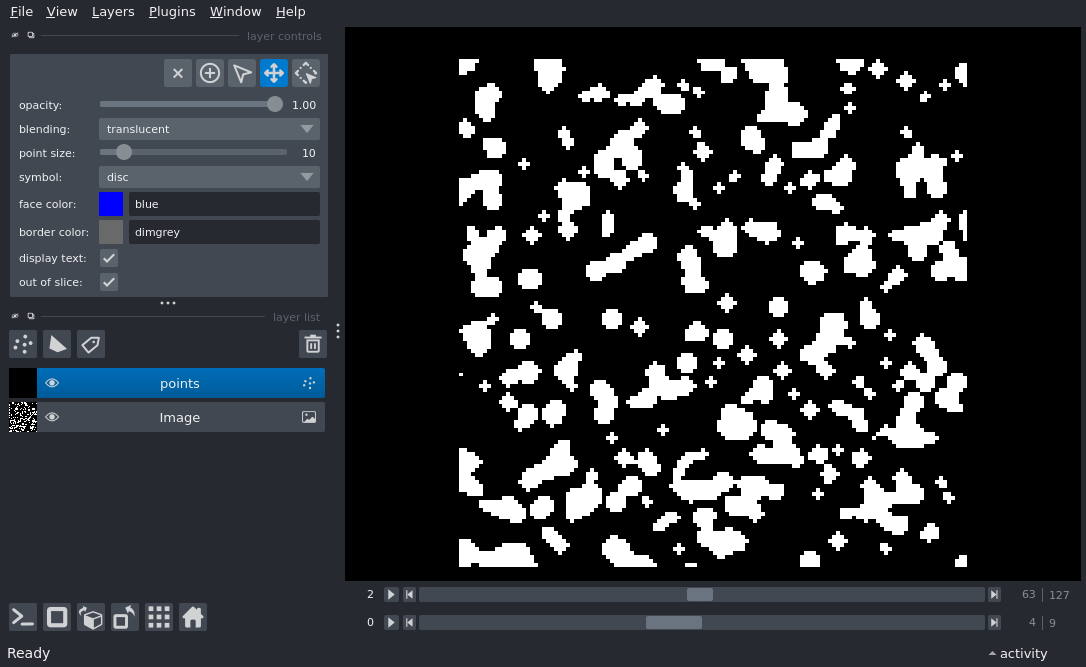 File View Layers Plugins Window Help
layer controls
opacity: 1.00
blending: translucent
point size: 10
symbol: disc
face color: blue
border color: dimgrey
display text:
out of slice:
layer list
points
Image
2 63 127
0 4 9
Ready activity